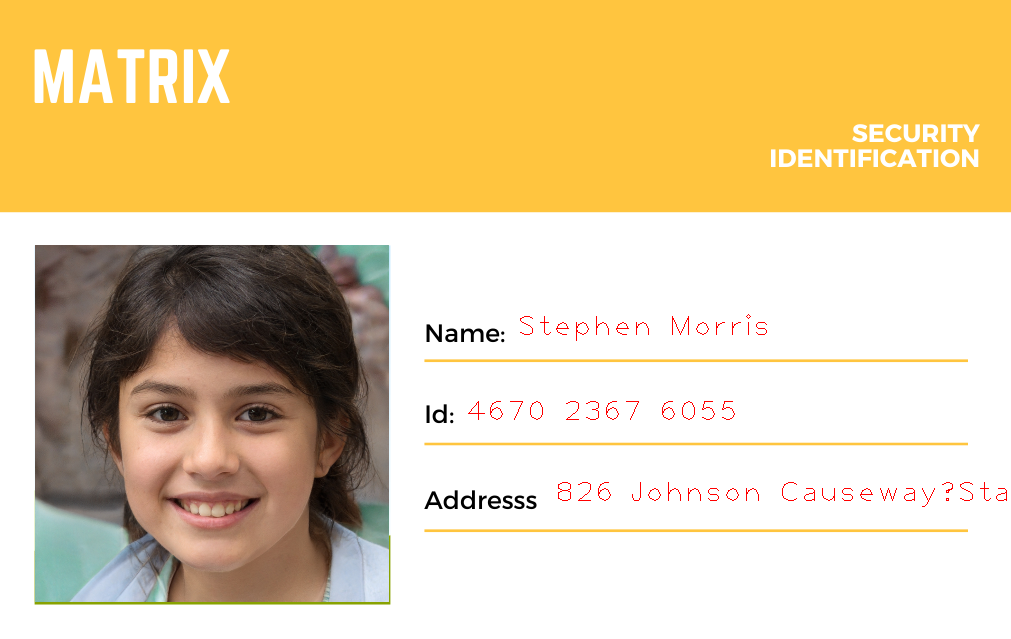 MATRIX
SECURITY
IDENTIFICATION
Name: Stephen Morris
Id: 4670 2367 6055
Addresss 826 Johnson Causeway?Sta